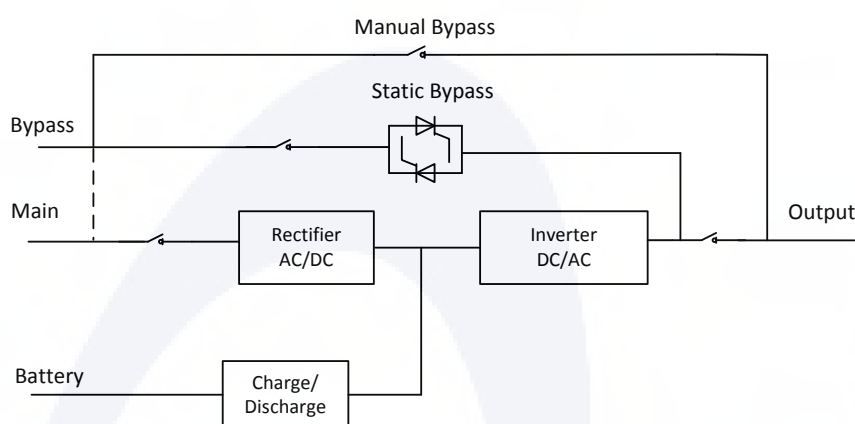 Manual Bypass
Static Bypass
Bypass
Main
Output
Rectifier
AC/DC
Inverter
DC/AC
Battery
Charge/
Discharge